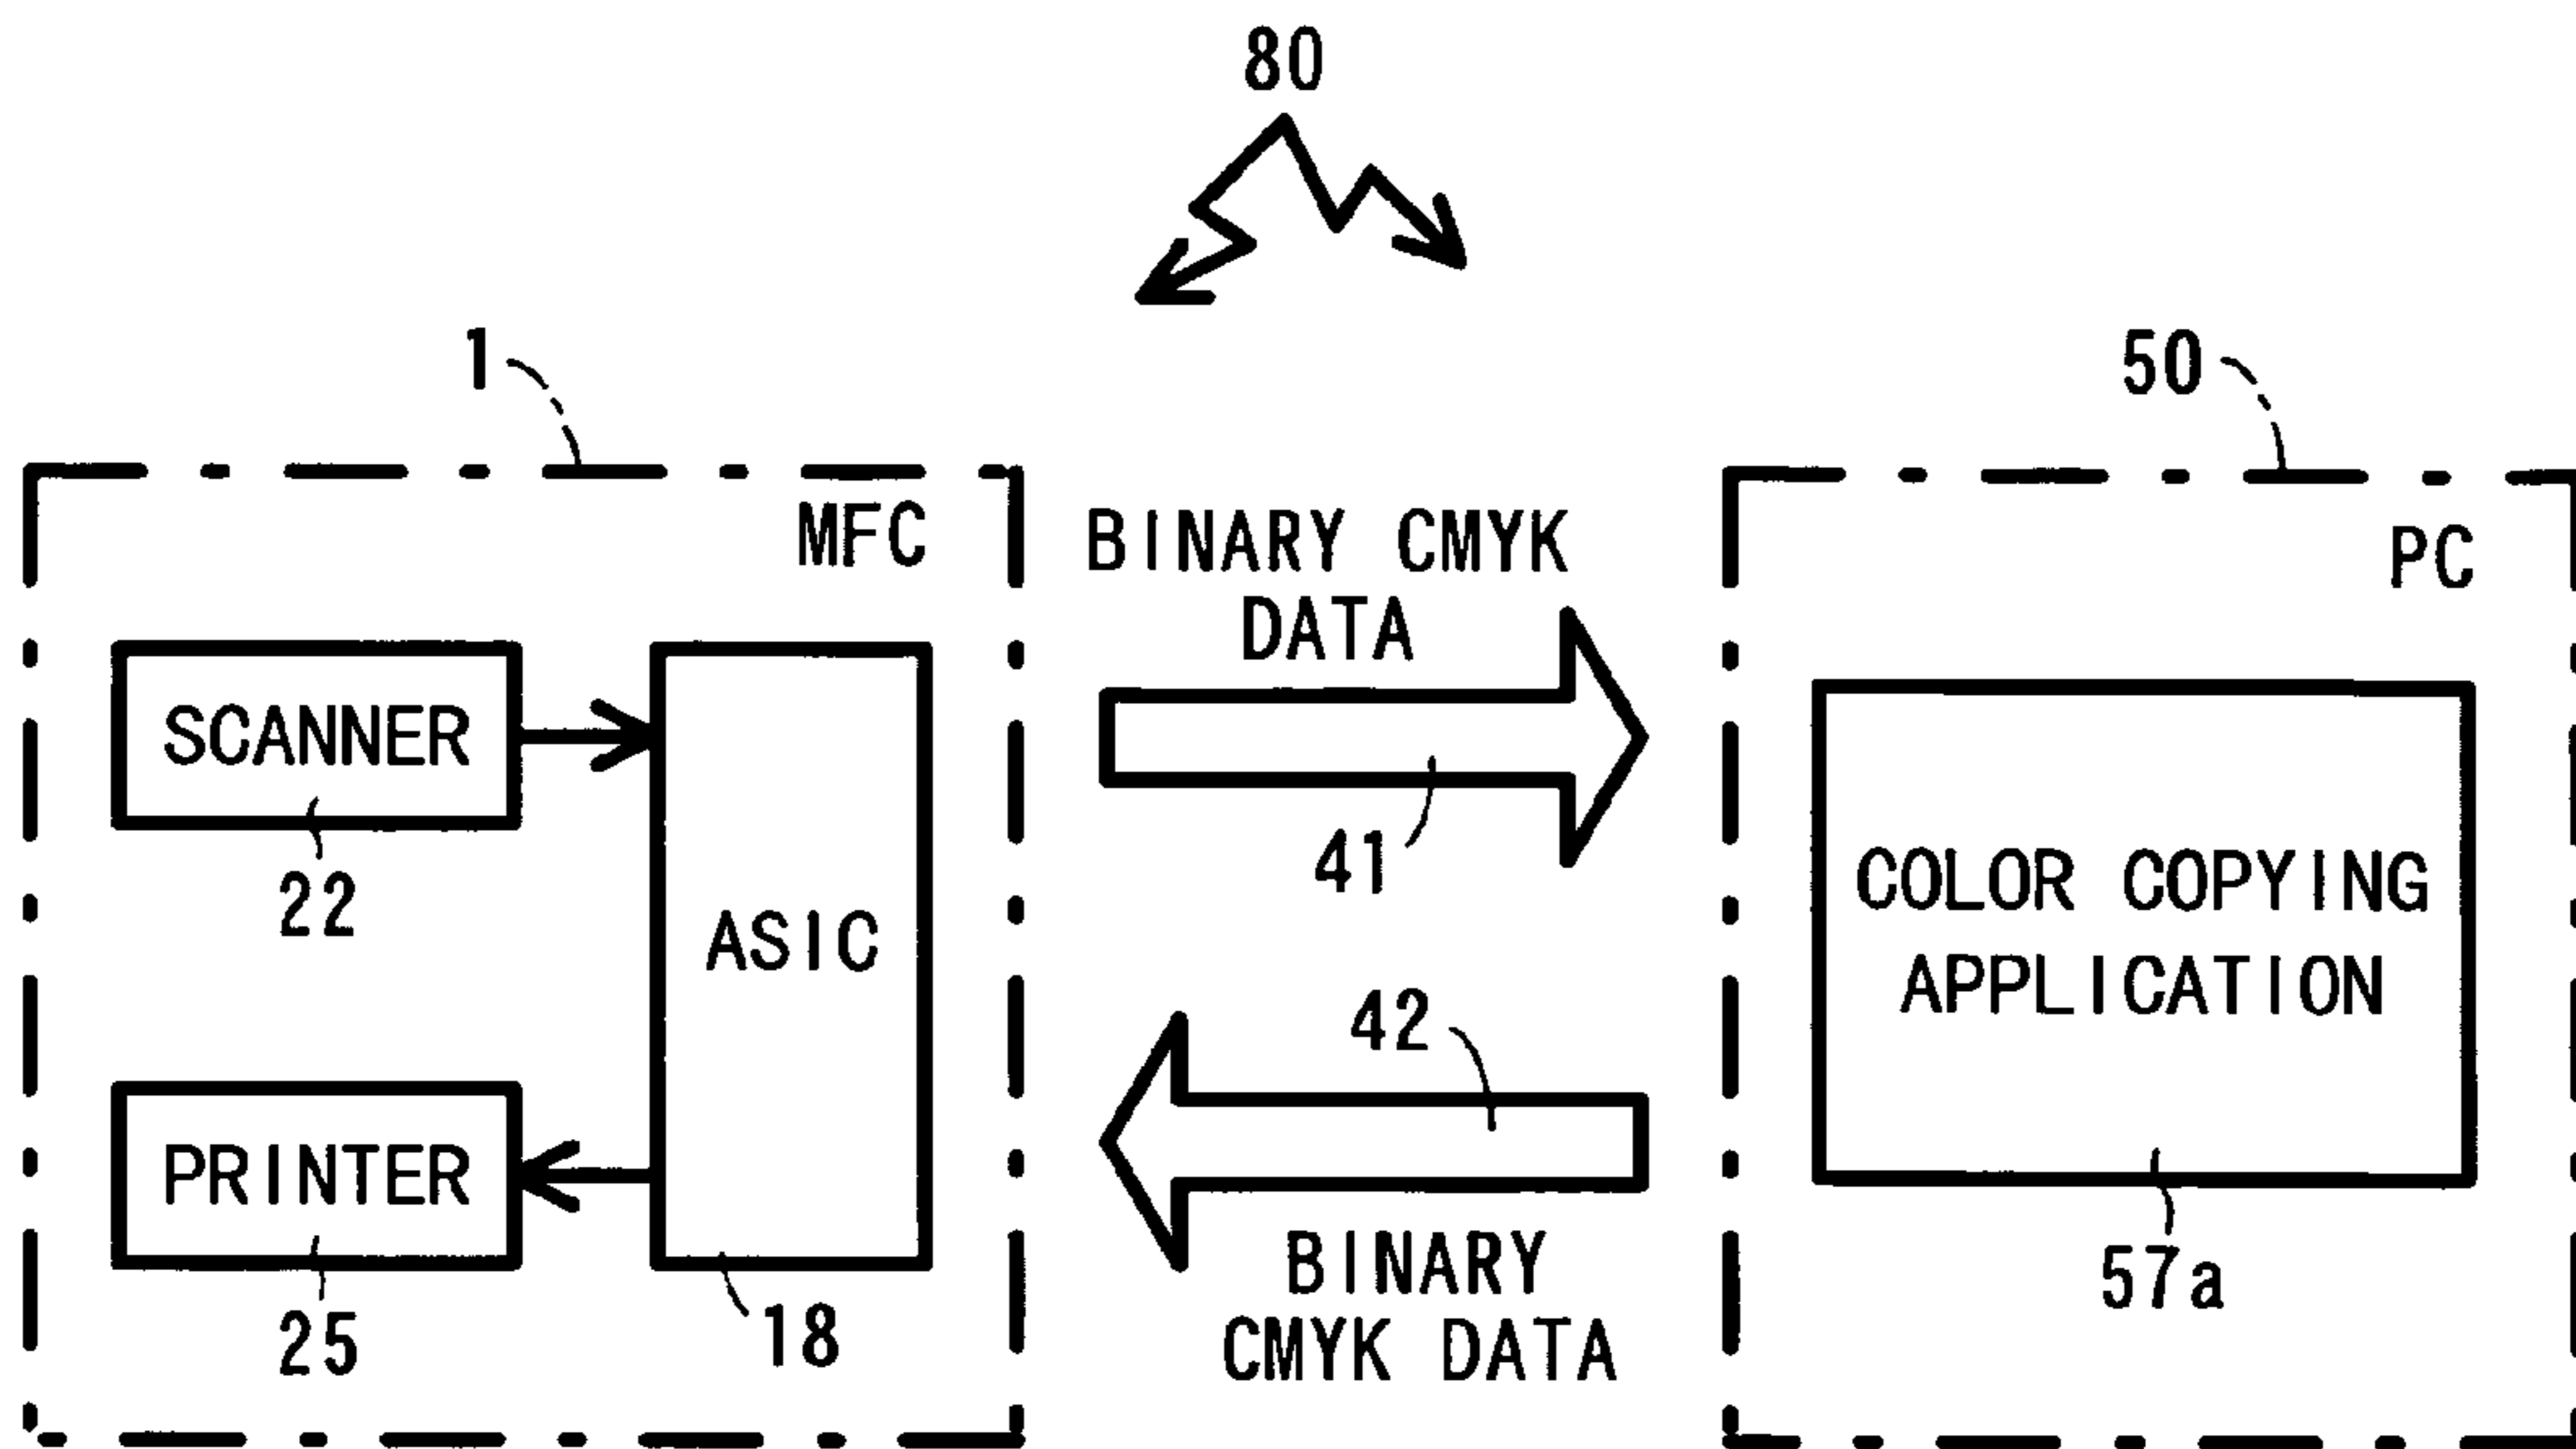 80
1
50
MFC
PC
BINARY CMYK
DATA
SCANNER
22
41
ASIC
COLOR COPYING
APPLICATION
42
PRINTER
25
18
BINARY
CMYK DATA
57a